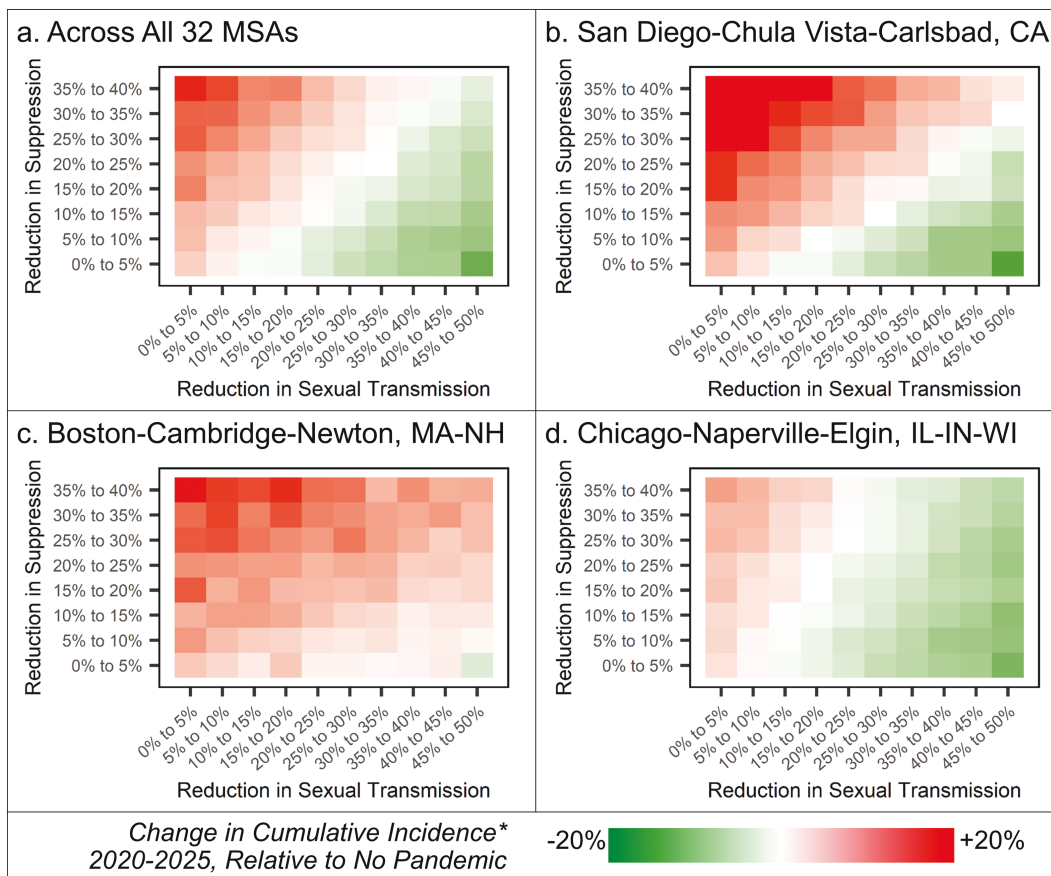 a. Across All 32 MSAs
Reduction in Suppression
35% to 40%
30% to 35%
25% to 30%
20% to 25%
15% to 20%
10% to 15%
5% to 10%
0% to 5%
0% to 5%
5% to 10%
10% to 15%
15% to 20%
20% to 25%
25% to 30%
30% to 35%
35% to 40%
40% to 45%
45% to 50%
Reduction in Sexual Transmission
b. San Diego-Chula Vista-Carlsbad, CA
Reduction in Suppression
35% to 40%
30% to 35%
25% to 30%
20% to 25%
15% to 20%
10% to 15%
5% to 10%
0% to 5%
0% to 5%
5% to 10%
10% to 15%
15% to 20%
20% to 25%
25% to 30%
30% to 35%
35% to 40%
40% to 45%
45% to 50%
Reduction in Sexual Transmission
c. Boston-Cambridge-Newton, MA-NH
Reduction in Suppression
35% to 40%
30% to 35%
25% to 30%
20% to 25%
15% to 20%
10% to 15%
5% to 10%
0% to 5%
0% to 5%
5% to 10%
10% to 15%
15% to 20%
20% to 25%
25% to 30%
30% to 35%
35% to 40%
40% to 45%
45% to 50%
Reduction in Sexual Transmission
d. Chicago-Naperville-Elgin, IL-IN-WI
Reduction in Suppression
35% to 40%
30% to 35%
25% to 30%
20% to 25%
15% to 20%
10% to 15%
5% to 10%
0% to 5%
0% to 5%
5% to 10%
10% to 15%
15% to 20%
20% to 25%
25% to 30%
30% to 35%
35% to 40%
40% to 45%
45% to 50%
Reduction in Sexual Transmission
Change in Cumulative Incidence*
2020-2025, Relative to No Pandemic
-20%
+20%